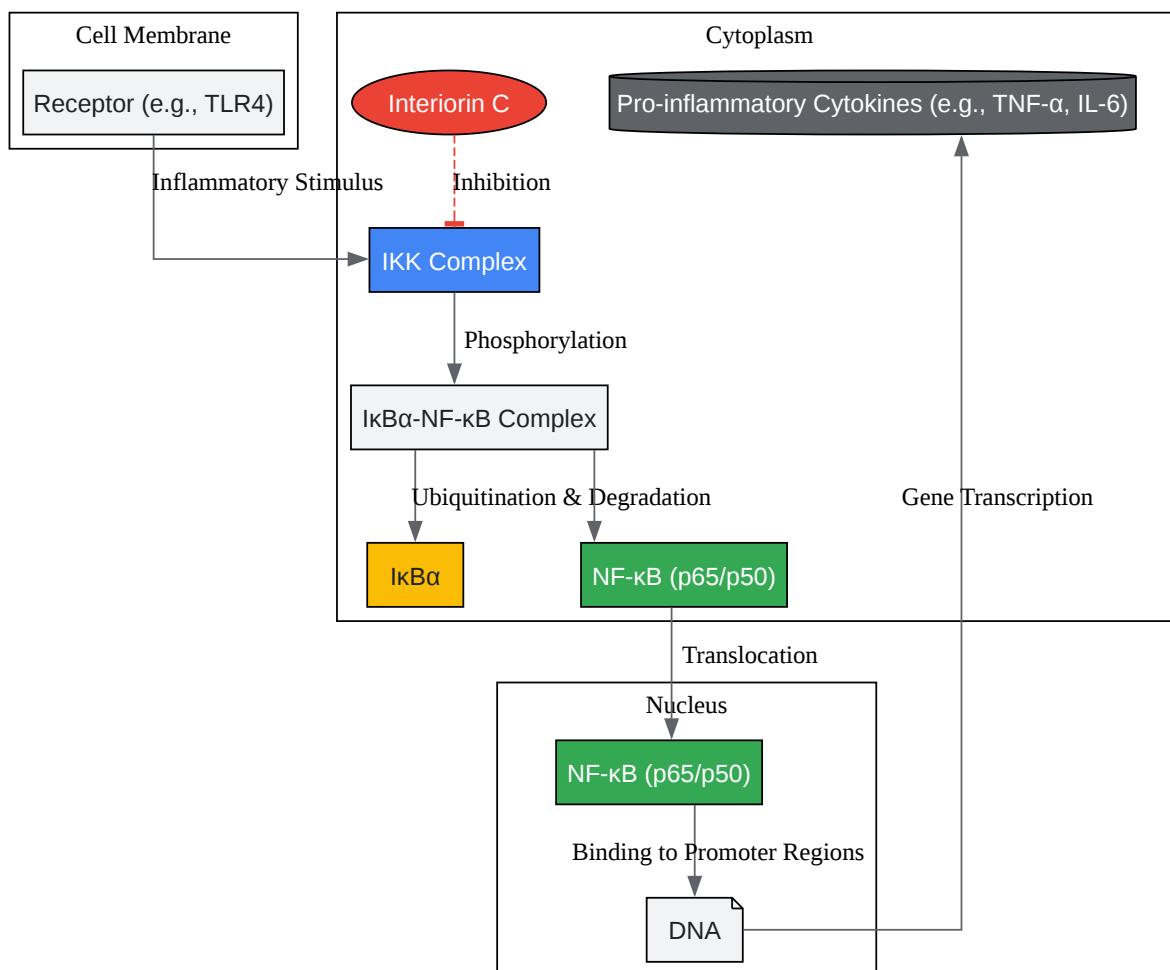 Cell Membrane
Cytoplasm
Receptor (e.g., TLR4)
Interiorin C
Pro-inflammatory Cytokines (e.g., TNF-α, IL-6)
Inflammatory Stimulus
Inhibition
IKK Complex
Phosphorylation
IκBα-NF-κB Complex
Ubiquitination & Degradation
Gene Transcription
IκBα
NF-κB (p65/p50)
Translocation
Nucleus
NF-κB (p65/p50)
Binding to Promoter Regions
DNA